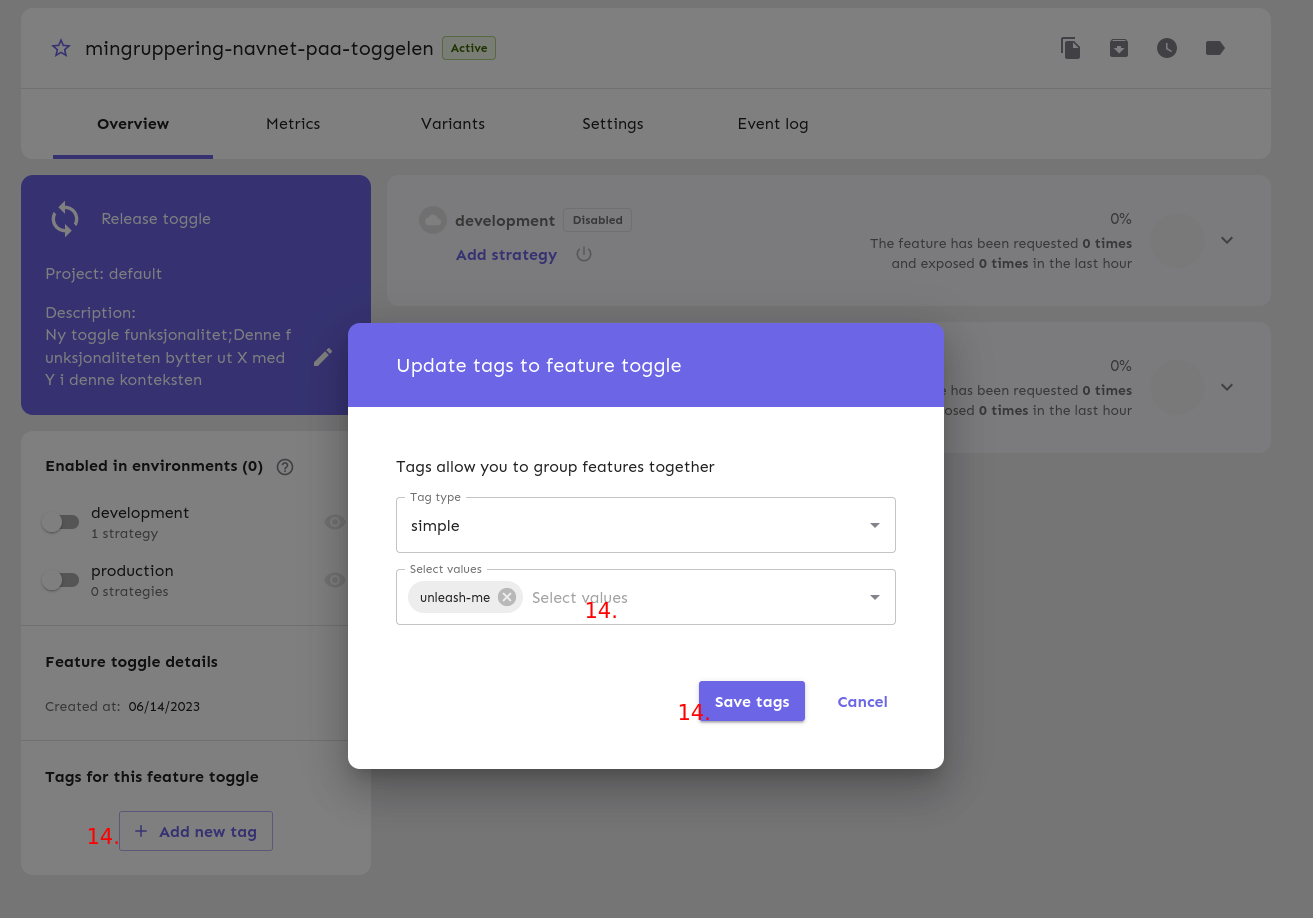 mingruppering-navnet-paa-toggelen Active
Overview Metrics Variants Settings Event log
Release toggle
Project: default
Description:
Ny toggle funksjonalitet;Denne f
unksjonaliteten bytter ut X med
Y i denne konteksten
development Disabled
Add strategy
0%
The feature has been requested 0 times
and exposed 0 times in the last hour
0%
has been requested 0 times
0 times in the last hour
Enabled in environments (0)
development
1 strategy
production
0 strategies
Feature toggle details
Created at: 06/14/2023
Tags for this feature toggle
14. + Add new tag
Update tags to feature toggle
Tags allow you to group features together
Tag type
simple
Select values
unleash-me Select values
14.
14. Save tags Cancel